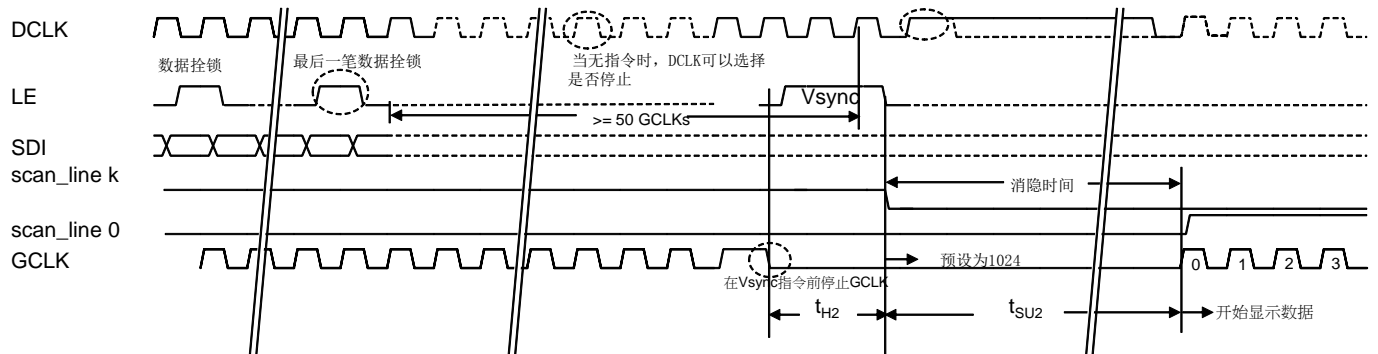 DCLK
数据拴锁
最后一笔数据拴锁
当无指令时，DCLK可以选择
是否停止
LE
Vsync
>= 50 GCLKs
SDI
scan_line k
消隐时间
scan_line 0
GCLK
预设为1024
0 1 2 3
在Vsync指令前停止GCLK
tH2
tSU2
开始显示数据